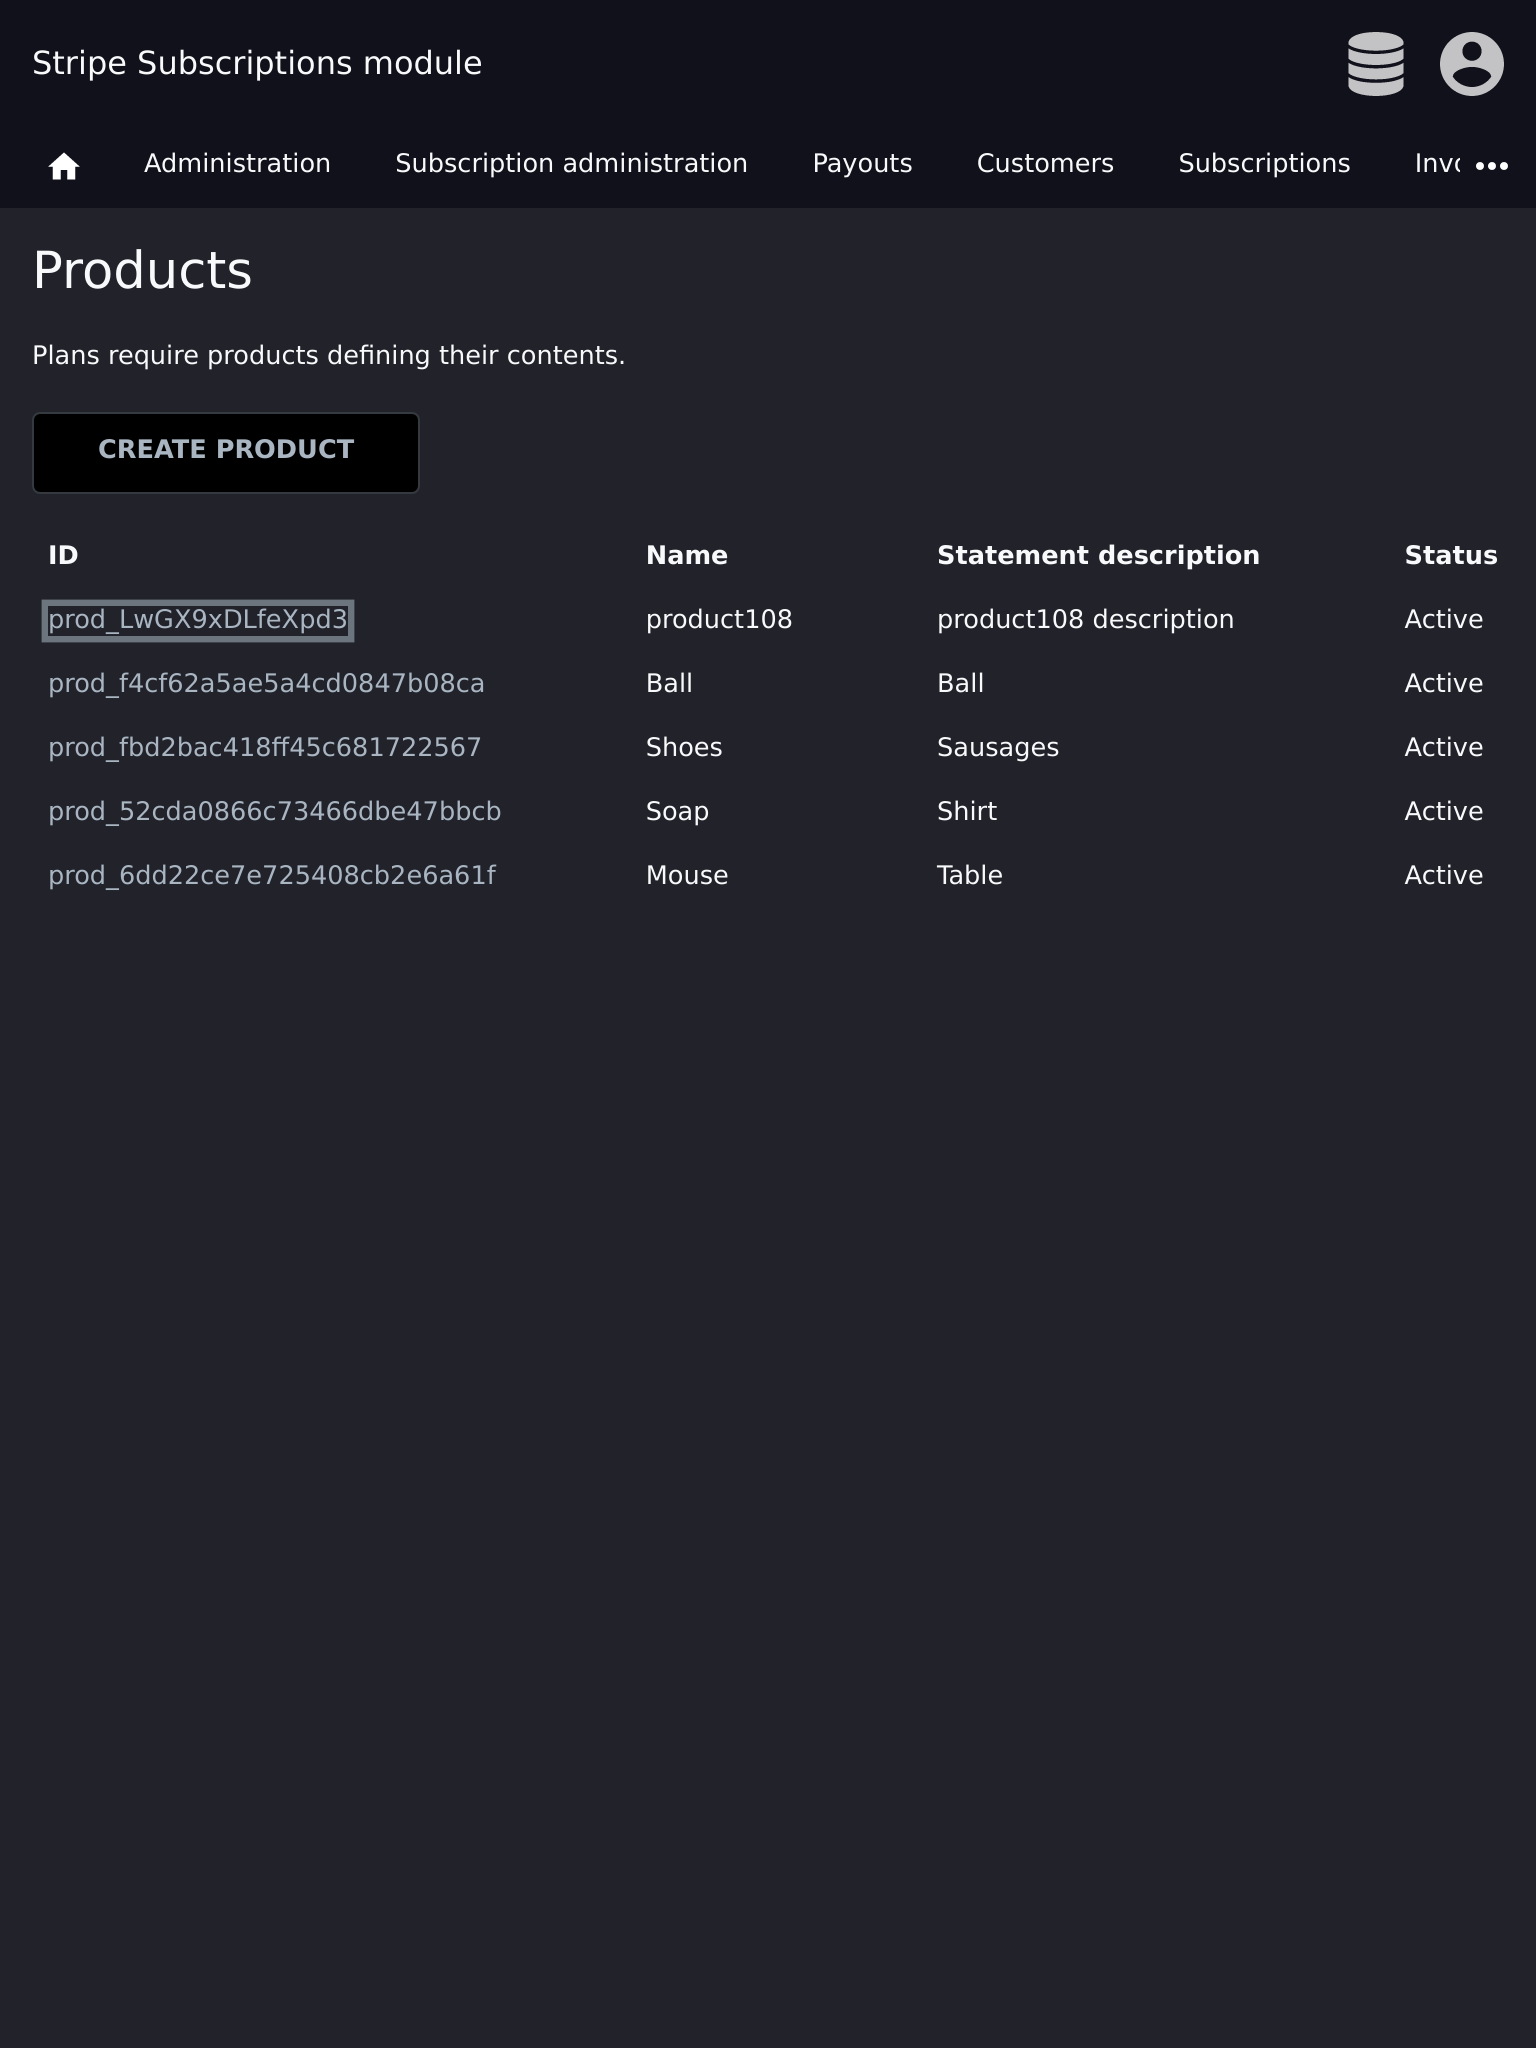 Stripe Subscriptions module
Administration Subscription administration Payouts Customers Subscriptions
Products
Plans require products defining their contents.
CREATE PRODUCT
ID Name Statement description Status
prod_LwGX9xDLfeXpd3 product108 product108 description Active
prod_f4cf62a5ae5a4cd0847b08ca Ball Ball Active
prod_fbd2bac418ff45c681722567 Shoes Sausages Active
prod_52cda0866c73466dbe47bbcb Soap Shirt Active
prod_6dd22ce7e725408cb2e6a61f Mouse Table Active